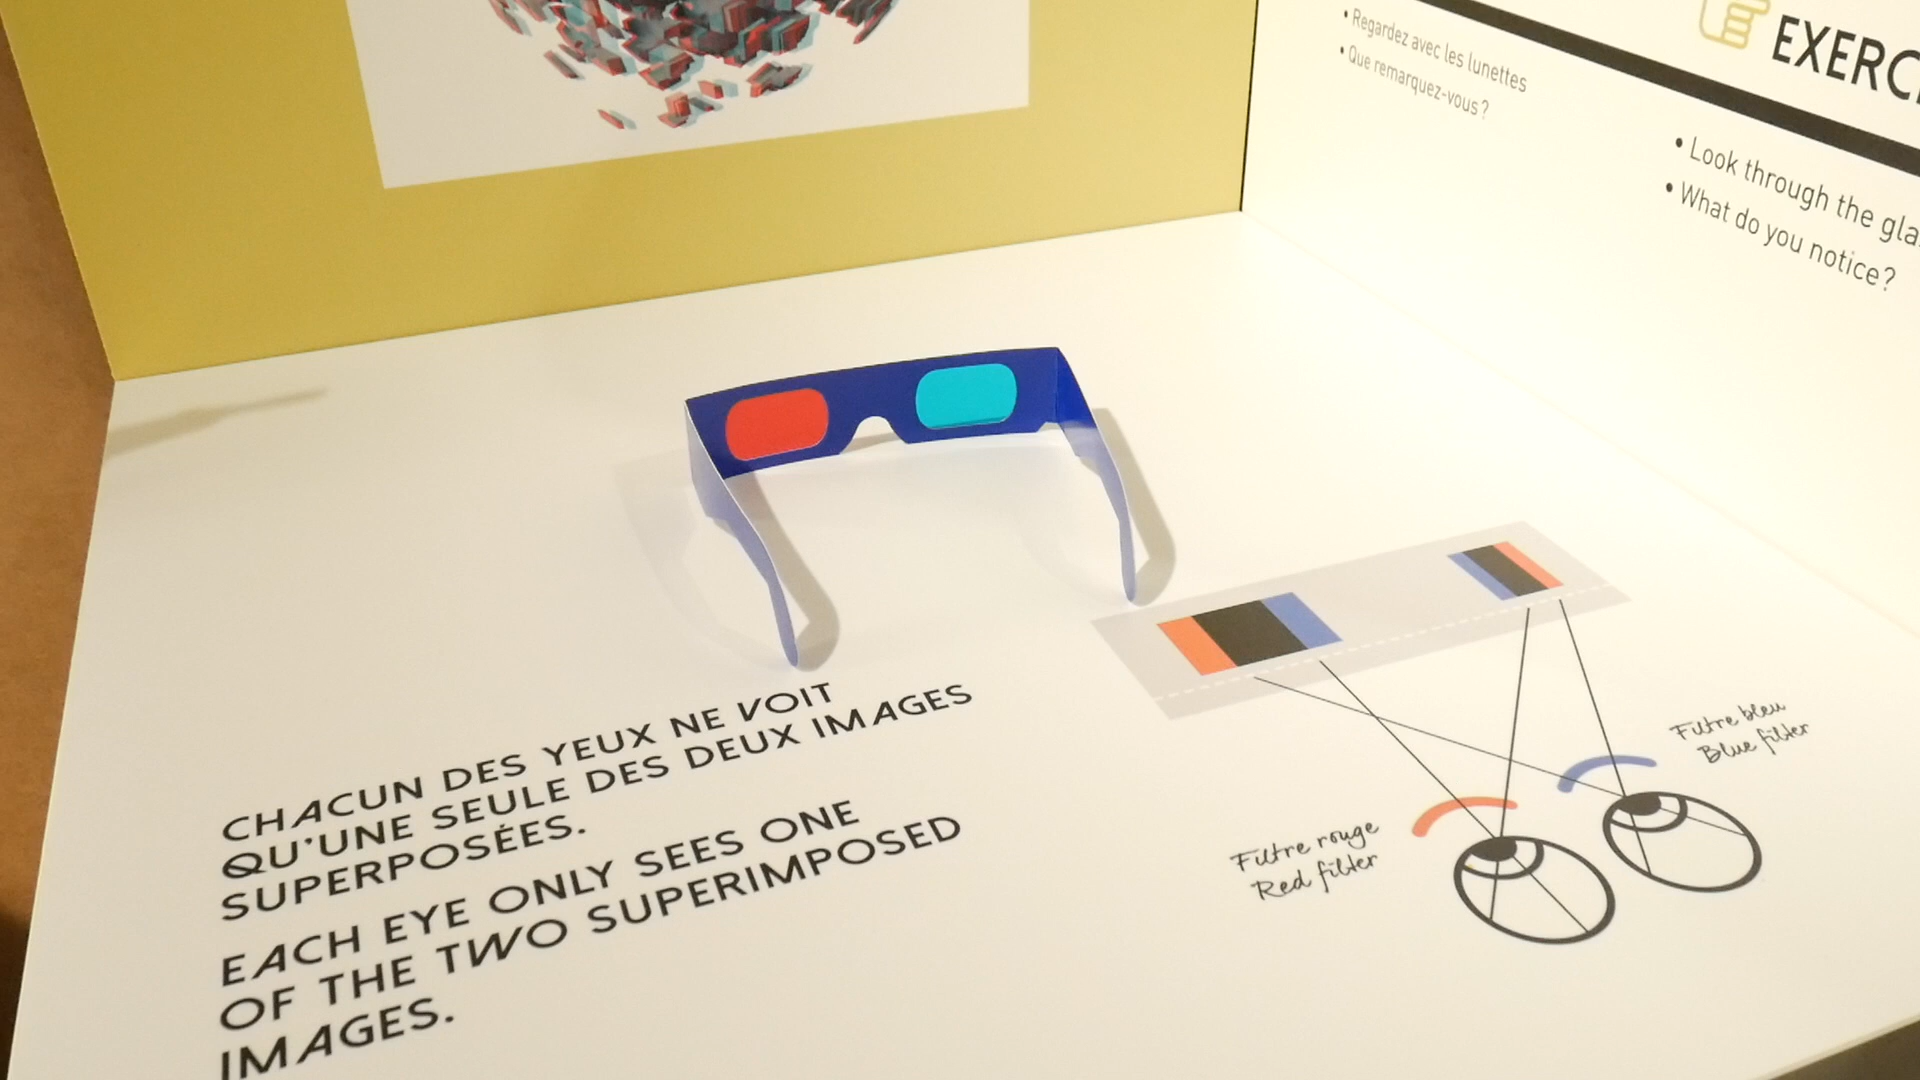 • Regardez avec les lunettes
• Que remarquez-vous ?
EXERC
• Look through the gla
• What do you notice?
CHACUN DES YEUX NE VOIT
QU'UNE SEULE DES DEUX IMAGES
SUPERPOSÉES.
EACH EYE ONLY SEES ONE
OF THE TWO SUPERIMPOSED
IMAGES.
Filtre bleu
Blue filter
Filtre rouge
Red filter